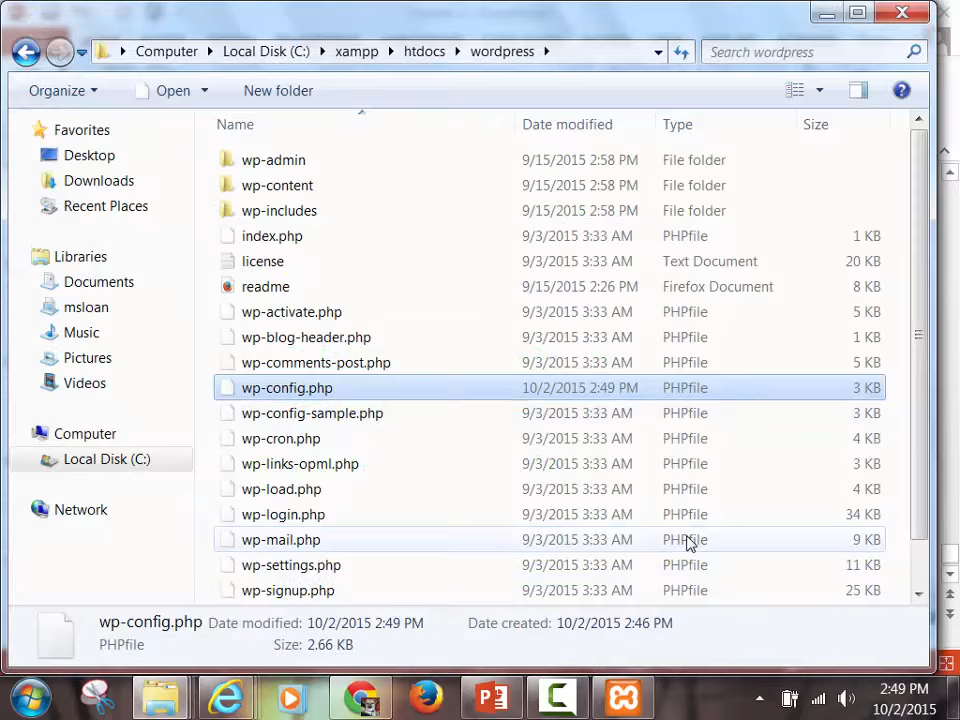 Computer Local Disk (C:) xampp htdocs wordpress Search wordpress
Organize Open New folder
Favorites
Desktop
Downloads
Recent Places
Libraries
Documents
msloan
Music
Pictures
Videos
Computer
Local Disk (C:)
Network
Name Date modified Type Size
wp-admin 9/15/2015 2:58 PM File folder
wp-content 9/15/2015 2:58 PM File folder
wp-includes 9/15/2015 2:58 PM File folder
index.php 9/3/2015 3:33 AM PHPfile 1 KB
license 9/3/2015 3:33 AM Text Document 20 KB
readme 9/15/2015 2:26 PM Firefox Document 8 KB
wp-activate.php 9/3/2015 3:33 AM PHPfile 5 KB
wp-blog-header.php 9/3/2015 3:33 AM PHPfile 1 KB
wp-comments-post.php 9/3/2015 3:33 AM PHPfile 5 KB
wp-config.php 10/2/2015 2:49 PM PHPfile 3 KB
wp-config-sample.php 9/3/2015 3:33 AM PHPfile 3 KB
wp-cron.php 9/3/2015 3:33 AM PHPfile 4 KB
wp-links-opml.php 9/3/2015 3:33 AM PHPfile 3 KB
wp-load.php 9/3/2015 3:33 AM PHPfile 4 KB
wp-login.php 9/3/2015 3:33 AM PHPfile 34 KB
wp-mail.php 9/3/2015 3:33 AM PHPfile 9 KB
wp-settings.php 9/3/2015 3:33 AM PHPfile 11 KB
wp-signup.php 9/3/2015 3:33 AM PHPfile 25 KB
wp-config.php Date modified: 10/2/2015 2:49 PM Date created: 10/2/2015 2:46 PM
PHPfile Size: 2.66 KB
2:49 PM
10/2/2015